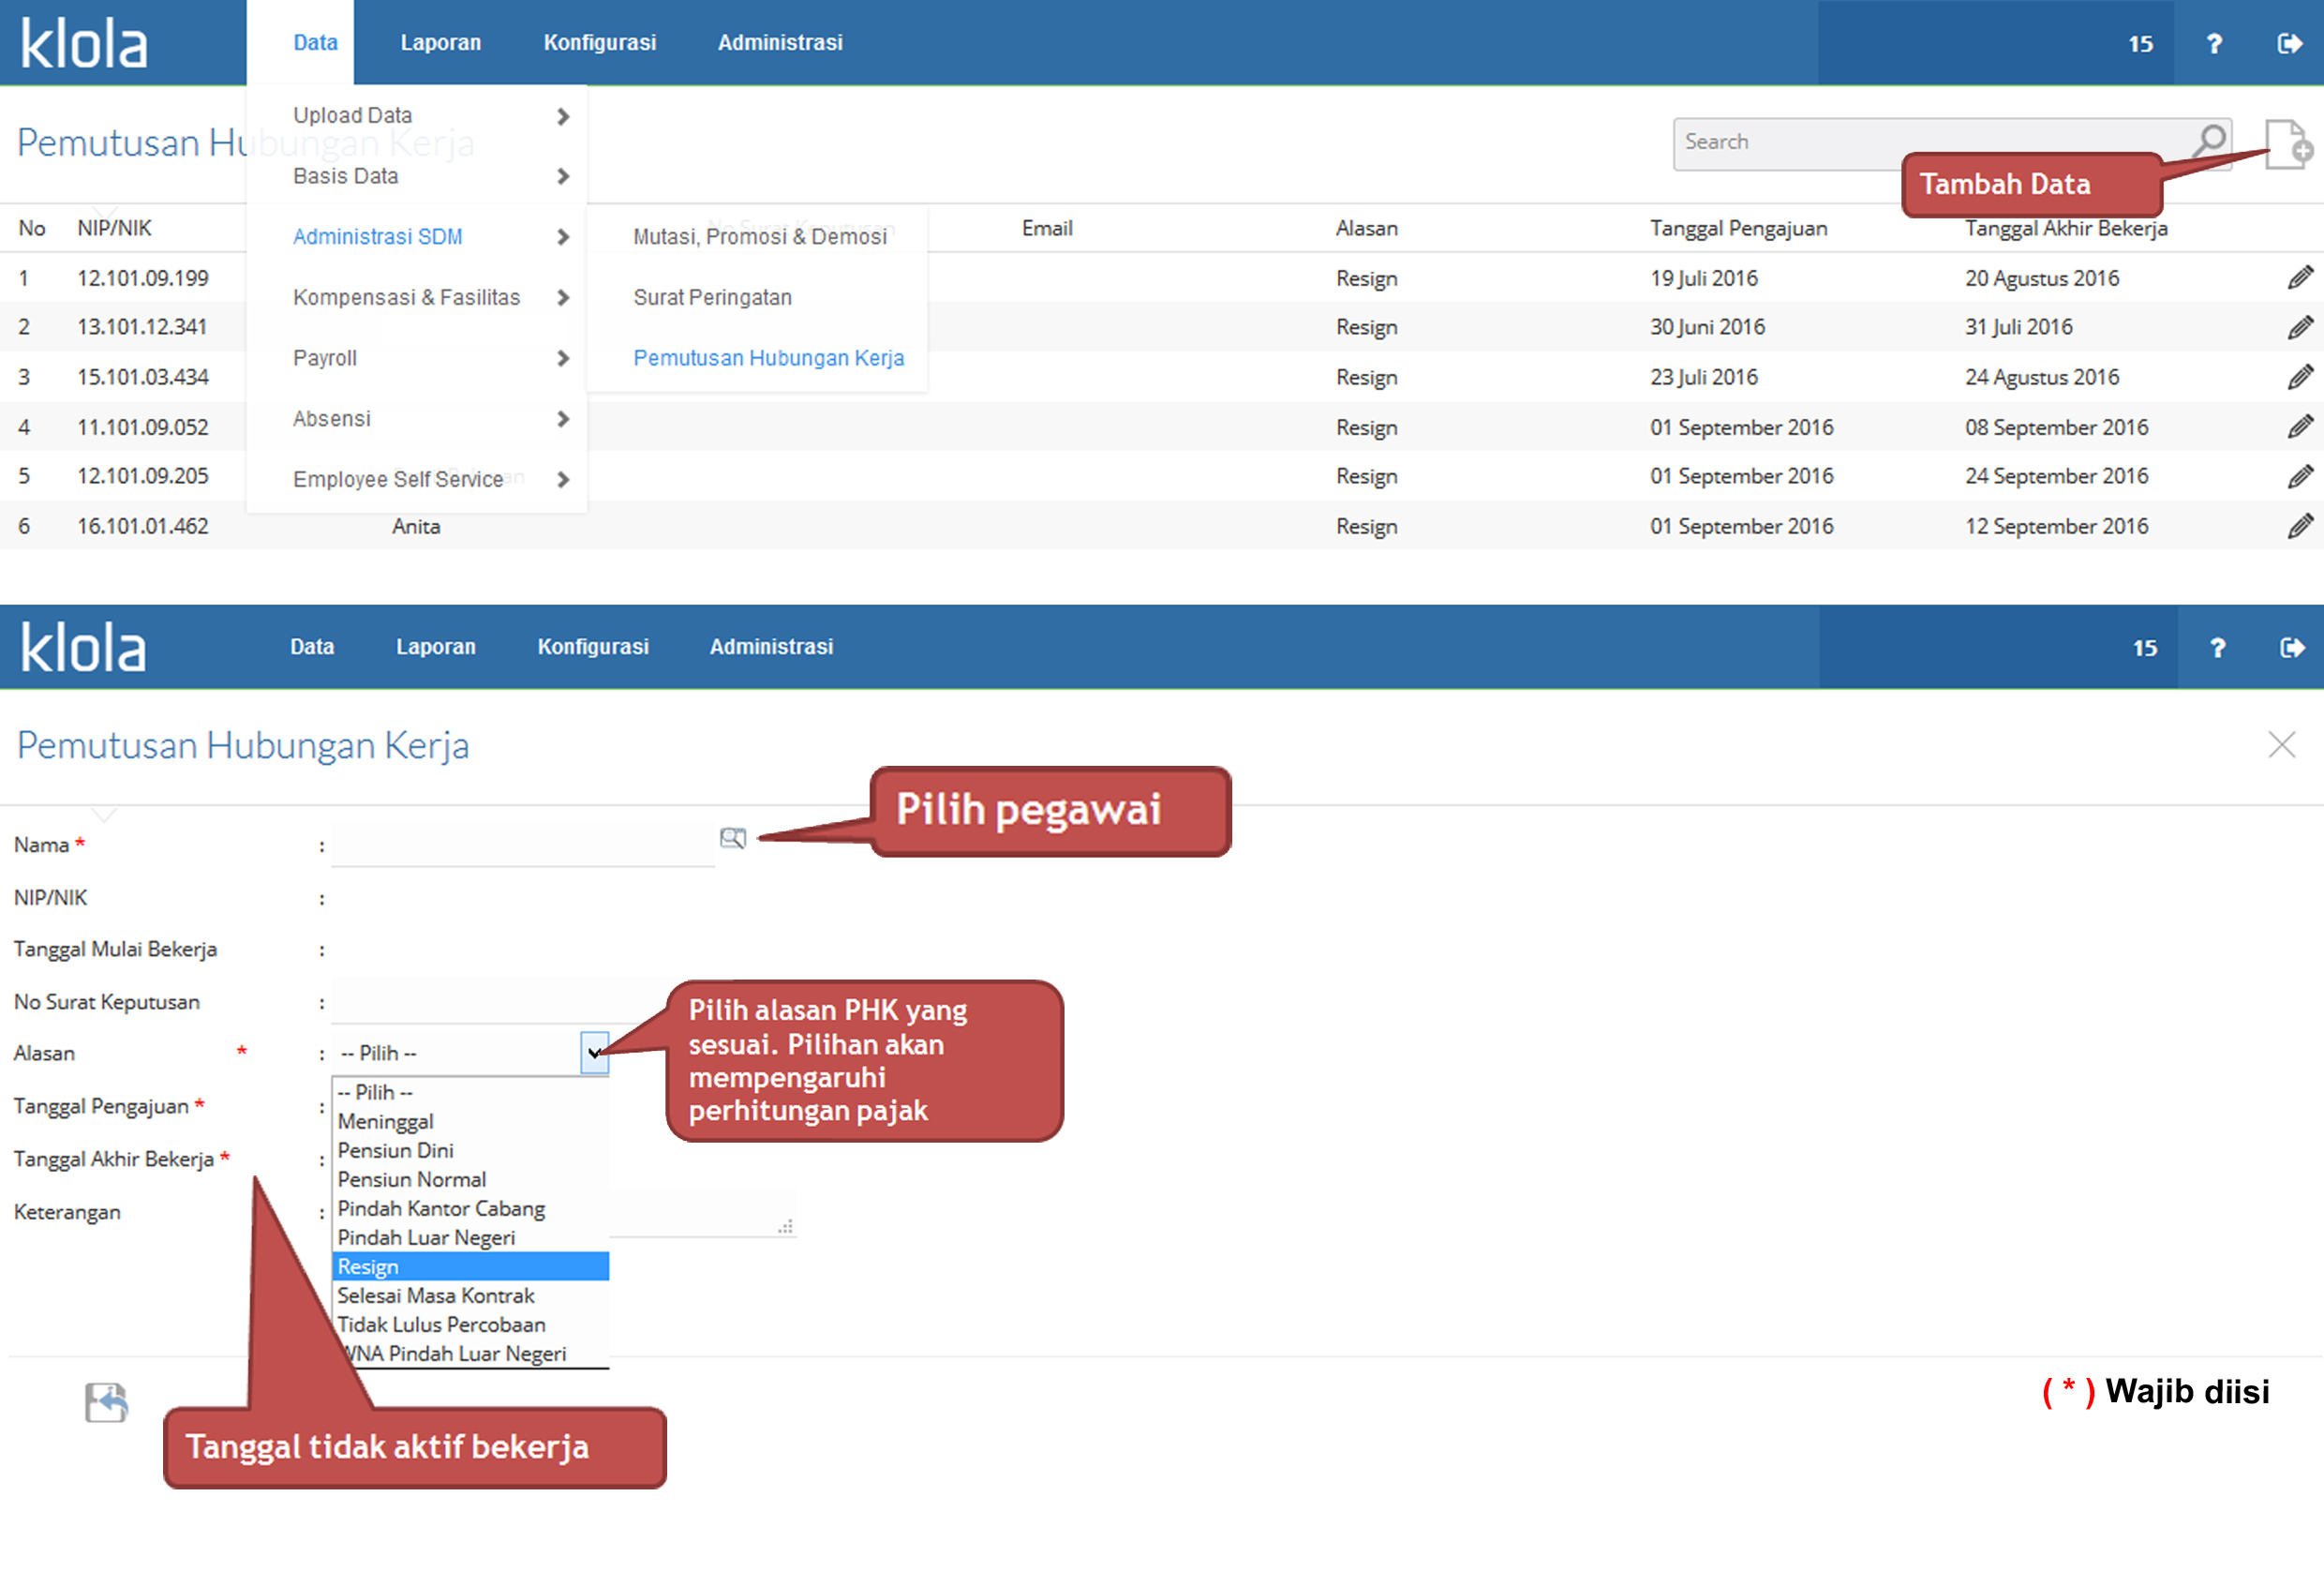 klola Data Laporan Konfigurasi Administrasi 15 ?
Pemutusan Hubungan Kerja
Search
Tambah Data
Upload Data
Basis Data
Administrasi SDM
Kompensasi & Fasilitas
Payroll
Absensi
Employee Self Service
Mutasi, Promosi & Demosi
Surat Peringatan
Pemutusan Hubungan Kerja
No NIP/NIK No Surat Keputusan Email Alasan Tanggal Pengajuan Tanggal Akhir Bekerja
1 12.101.09.199 Resign 19 Juli 2016 20 Agustus 2016
2 13.101.12.341 Resign 30 Juni 2016 31 Juli 2016
3 15.101.03.434 Resign 23 Juli 2016 24 Agustus 2016
4 11.101.09.052 Resign 01 September 2016 08 September 2016
5 12.101.09.205 Resign 01 September 2016 24 September 2016
6 16.101.01.462 Anita Resign 01 September 2016 12 September 2016
klola Data Laporan Konfigurasi Administrasi 15 ?
Pemutusan Hubungan Kerja
Pilih pegawai
Nama * :
NIP/NIK :
Tanggal Mulai Bekerja :
No Surat Keputusan :
Alasan * : -- Pilih --
Tanggal Pengajuan * :
Tanggal Akhir Bekerja * :
Keterangan :
-- Pilih --
Meninggal
Pensiun Dini
Pensiun Normal
Pindah Kantor Cabang
Pindah Luar Negeri
Resign
Selesai Masa Kontrak
Tidak Lulus Percobaan
WNA Pindah Luar Negeri
Pilih alasan PHK yang
sesuai. Pilihan akan
mempengaruhi
perhitungan pajak
( * ) Wajib diisi
Tanggal tidak aktif bekerja